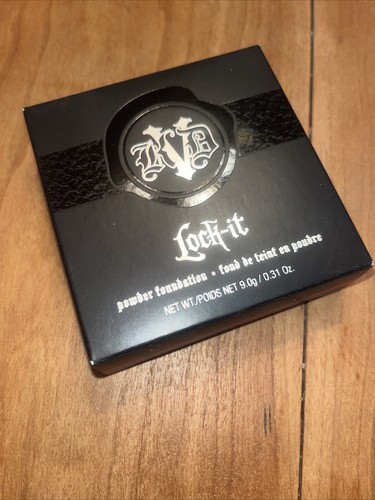 KVD
Lock-it
powder foundation • fond de teint en poudre
NET WT./POIDS NET 9.0g / 0.31 Oz.